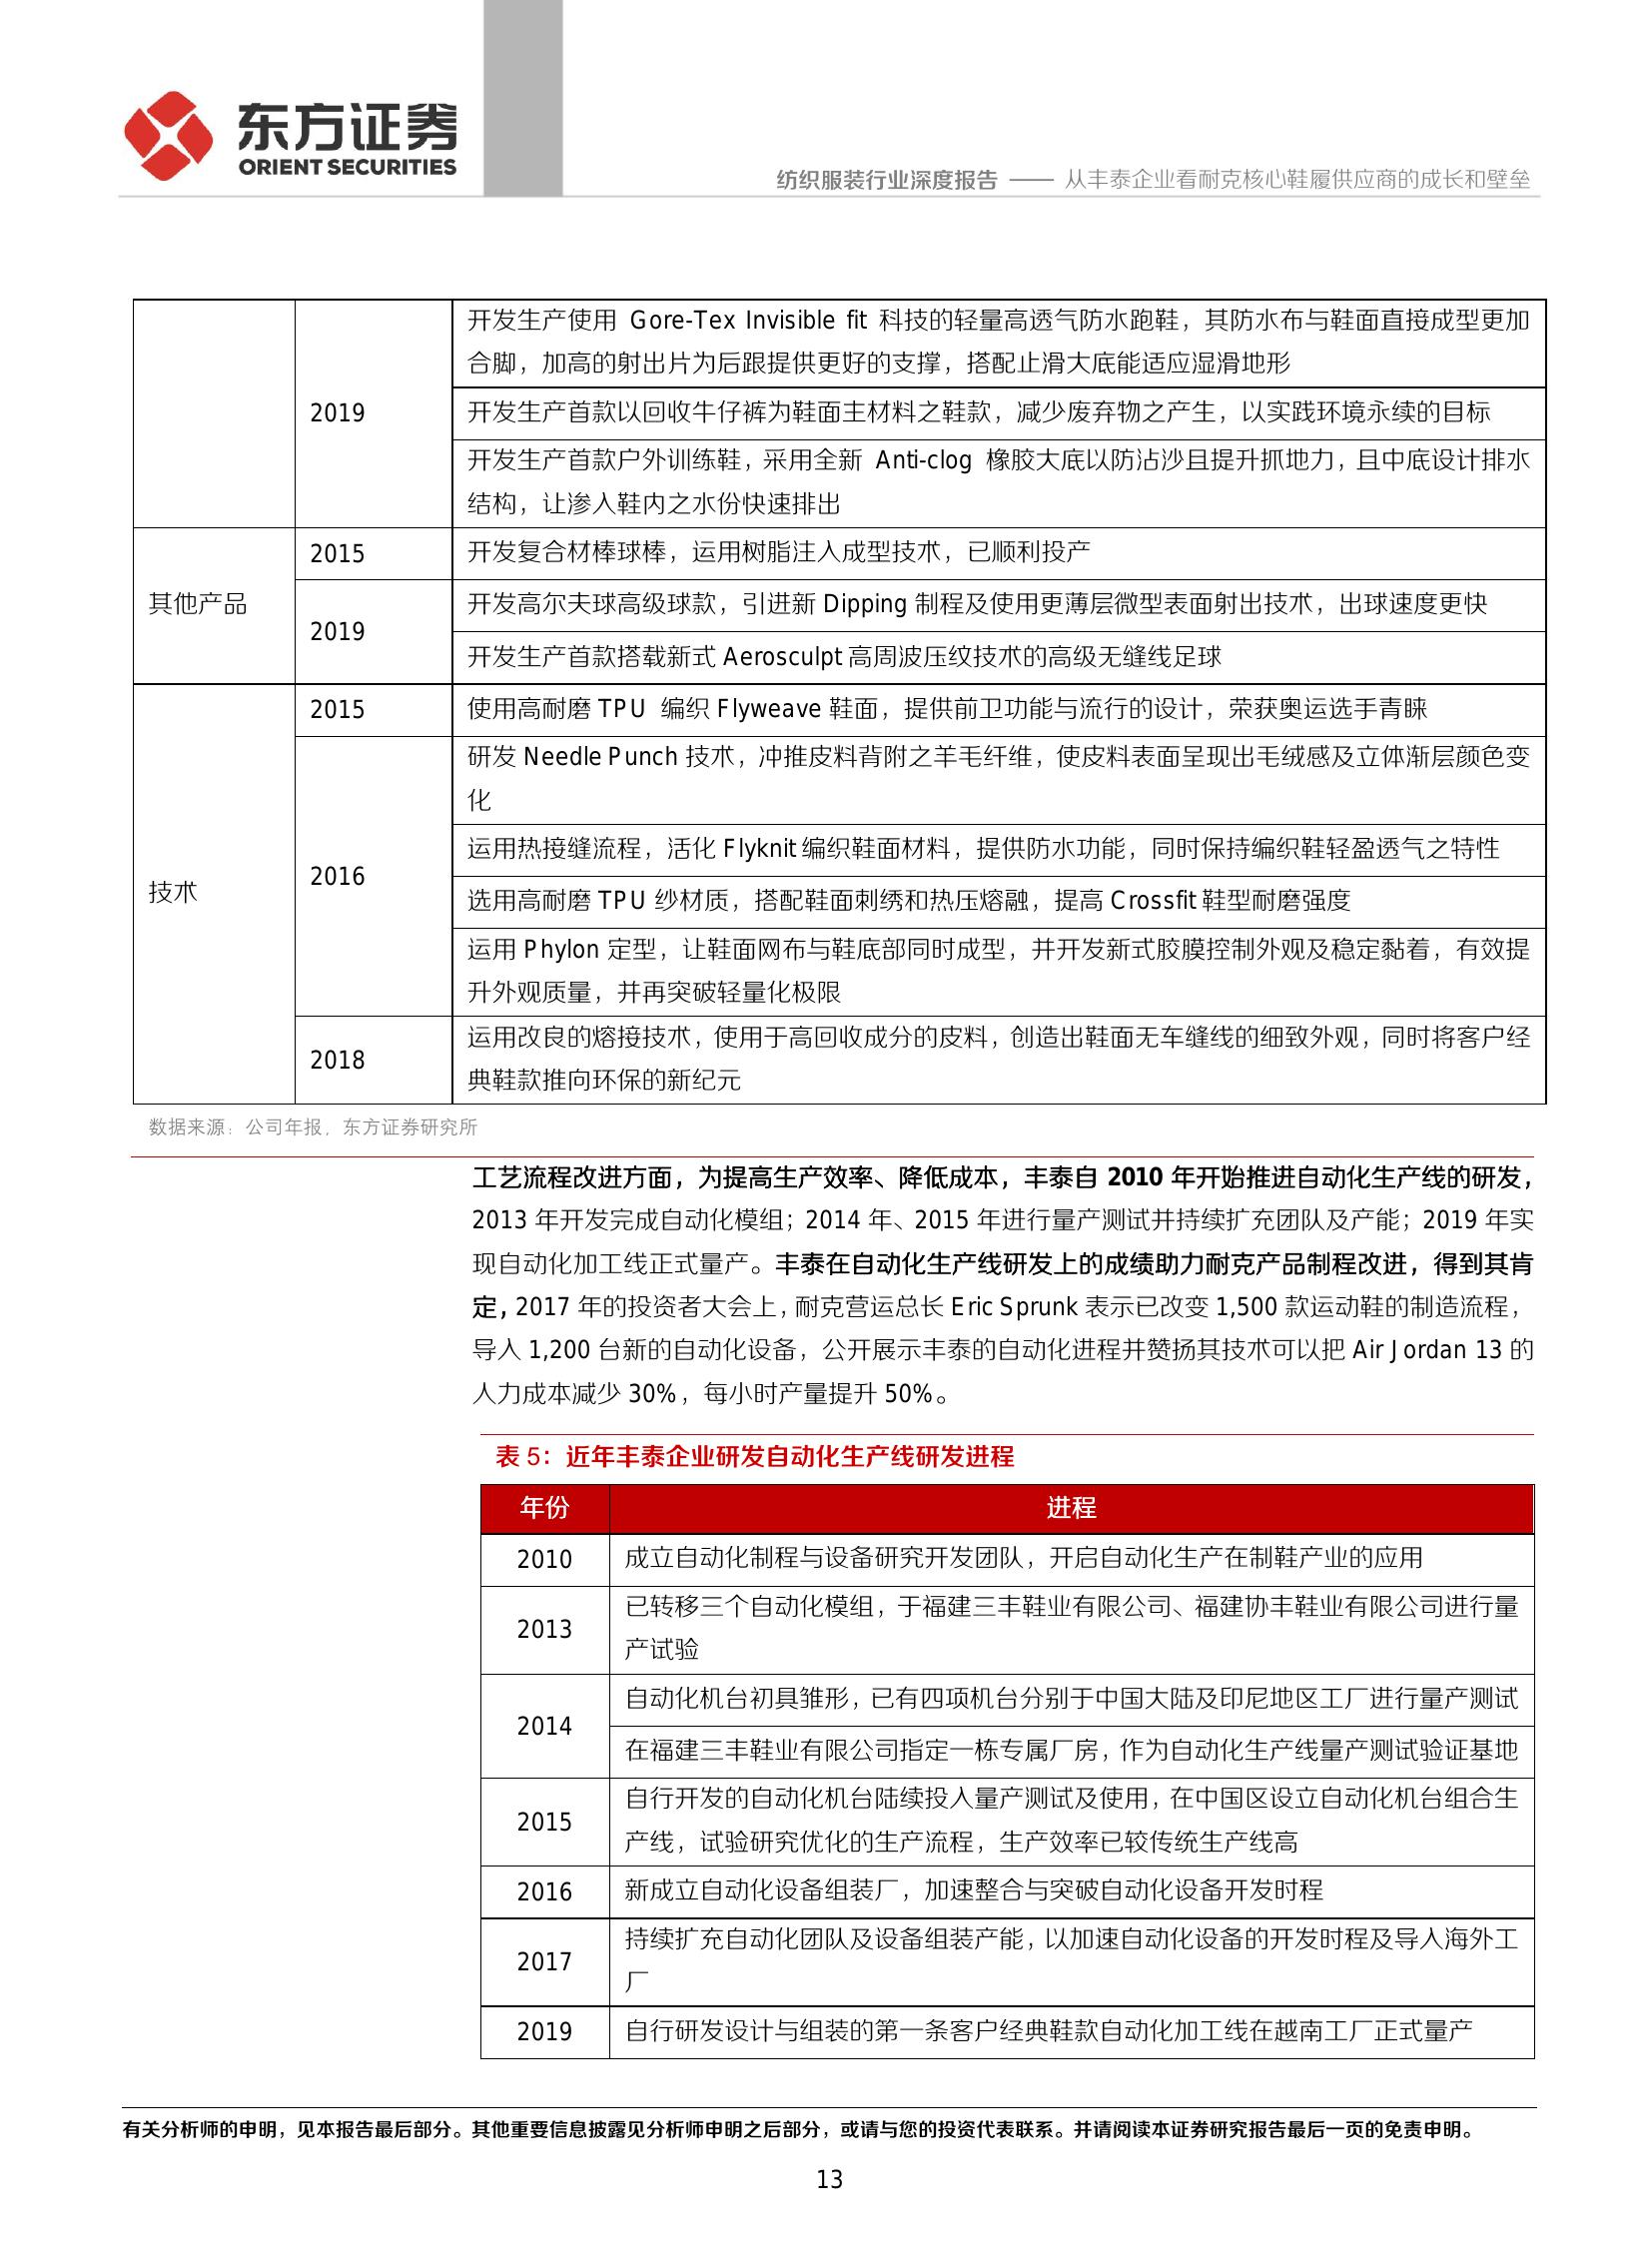 东方证券
ORIENT SECURITIES
纺织服装行业深度报告 —— 从丰泰企业看耐克核心鞋履供应商的成长和壁垒
2019
开发生产使用 Gore-Tex Invisible fit 科技的轻量高透气防水跑鞋，其防水布与鞋面直接成型更加
合脚，加高的射出片为后跟提供更好的支撑，搭配止滑大底能适应湿滑地形
开发生产首款以回收牛仔裤为鞋面主材料之鞋款，减少废弃物之产生，以实践环境永续的目标
开发生产首款户外训练鞋，采用全新 Anti-clog 橡胶大底以防沾沙且提升抓地力，且中底设计排水
结构，让渗入鞋内之水份快速排出
其他产品
2015
开发复合材棒球棒，运用树脂注入成型技术，已顺利投产
2019
开发高尔夫球高级球款，引进新 Dipping 制程及使用更薄层微型表面射出技术，出球速度更快
开发生产首款搭载新式 Aerosculpt 高周波压纹技术的高级无缝线足球
技术
2015
使用高耐磨 TPU 编织 Flyweave 鞋面，提供前卫功能与流行的设计，荣获奥运选手青睐
2016
研发 Needle Punch 技术，冲推皮料背附之羊毛纤维，使皮料表面呈现出毛绒感及立体渐层颜色变
化
运用热接缝流程，活化 Flyknit 编织鞋面材料，提供防水功能，同时保持编织鞋轻盈透气之特性
选用高耐磨 TPU 纱材质，搭配鞋面刺绣和热压熔融，提高 Crossfit 鞋型耐磨强度
运用 Phylon 定型，让鞋面网布与鞋底部同时成型，并开发新式胶膜控制外观及稳定黏着，有效提
升外观质量，并再突破轻量化极限
2018
运用改良的熔接技术，使用于高回收成分的皮料，创造出鞋面无车缝线的细致外观，同时将客户经
典鞋款推向环保的新纪元
数据来源：公司年报，东方证券研究所
工艺流程改进方面，为提高生产效率、降低成本，丰泰自 2010 年开始推进自动化生产线的研发，
2013 年开发完成自动化模组；2014 年、2015 年进行量产测试并持续扩充团队及产能；2019 年实
现自动化加工线正式量产。丰泰在自动化生产线研发上的成绩助力耐克产品制程改进，得到其肯
定，2017 年的投资者大会上，耐克营运总长 Eric Sprunk 表示已改变 1,500 款运动鞋的制造流程，
导入 1,200 台新的自动化设备，公开展示丰泰的自动化进程并赞扬其技术可以把 Air Jordan 13 的
人力成本减少 30%，每小时产量提升 50%。
表 5：近年丰泰企业研发自动化生产线研发进程
年份 进程
2010 成立自动化制程与设备研究开发团队，开启自动化生产在制鞋产业的应用
2013
已转移三个自动化模组，于福建三丰鞋业有限公司、福建协丰鞋业有限公司进行量
产试验
2014
自动化机台初具雏形，已有四项机台分别于中国大陆及印尼地区工厂进行量产测试
在福建三丰鞋业有限公司指定一栋专属厂房，作为自动化生产线量产测试验证基地
2015
自行开发的自动化机台陆续投入量产测试及使用，在中国区设立自动化机台组合生
产线，试验研究优化的生产流程，生产效率已较传统生产线高
2016 新成立自动化设备组装厂，加速整合与突破自动化设备开发时程
2017
持续扩充自动化团队及设备组装产能，以加速自动化设备的开发时程及导入海外工
厂
2019 自行研发设计与组装的第一条客户经典鞋款自动化加工线在越南工厂正式量产
有关分析师的申明，见本报告最后部分。其他重要信息披露见分析师申明之后部分，或请与您的投资代表联系。并请阅读本证券研究报告最后一页的免责申明。
13